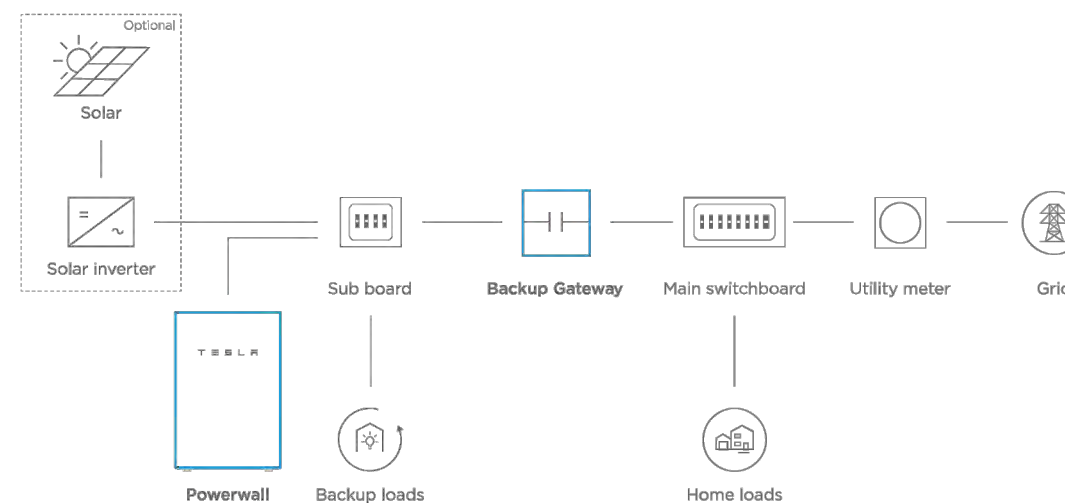 Optional
Solar
Solar inverter
Sub board
Backup Gateway
Main switchboard
Utility meter
TESLA
Powerwall
Backup loads
Home loads